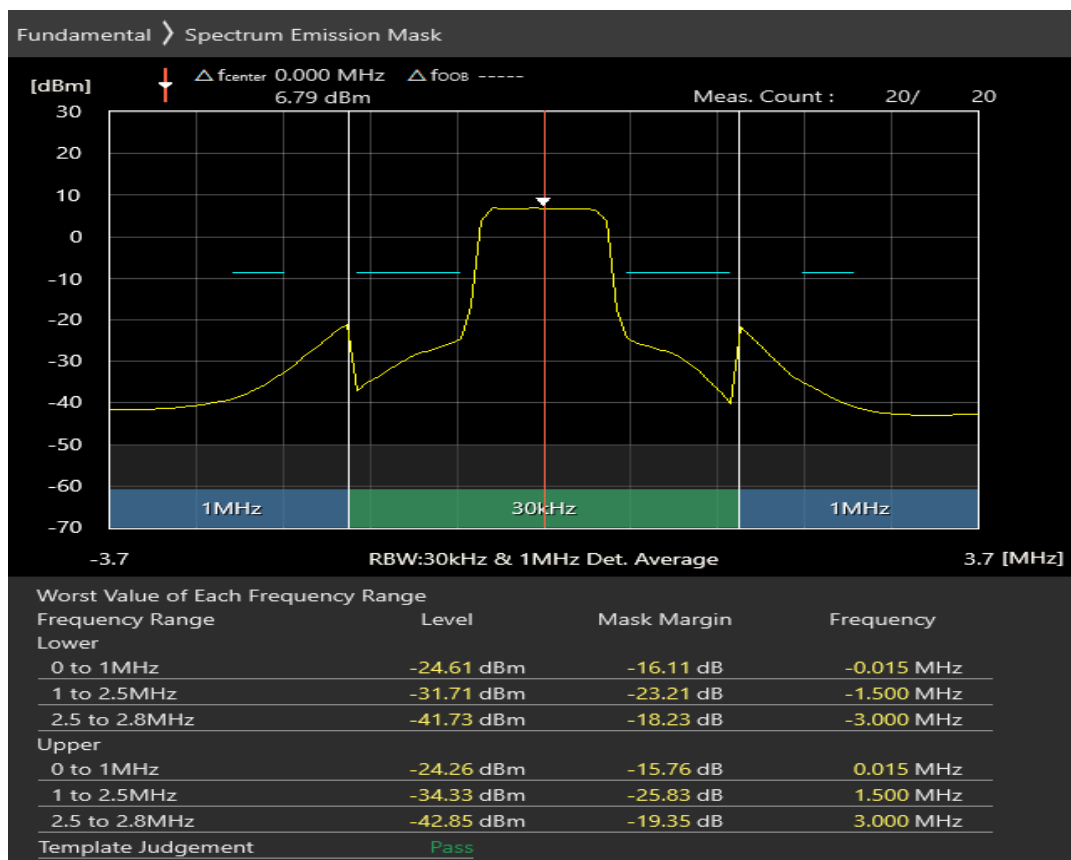 Fundamental ❯ Spectrum Emission Mask
[dBm] △ fcenter 0.000 MHz △ fOOB -----
6.79 dBm Meas. Count : 20/ 20
30
20
10
0
-10
-20
-30
-40
-50
-60
1MHz 30kHz 1MHz
-70
-3.7 RBW:30kHz & 1MHz Det. Average 3.7 [MHz]
Worst Value of Each Frequency Range
Frequency Range Level Mask Margin Frequency
Lower
0 to 1MHz -24.61 dBm -16.11 dB -0.015 MHz
1 to 2.5MHz -31.71 dBm -23.21 dB -1.500 MHz
2.5 to 2.8MHz -41.73 dBm -18.23 dB -3.000 MHz
Upper
0 to 1MHz -24.26 dBm -15.76 dB 0.015 MHz
1 to 2.5MHz -34.33 dBm -25.83 dB 1.500 MHz
2.5 to 2.8MHz -42.85 dBm -19.35 dB 3.000 MHz
Template Judgement Pass